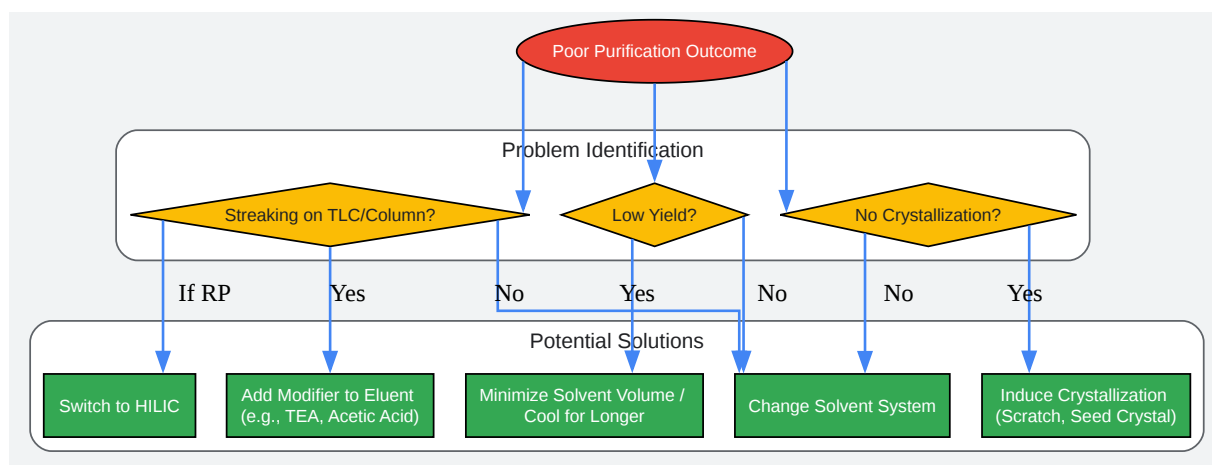 Poor Purification Outcome
Problem Identification
Streaking on TLC/Column?
Low Yield?
No Crystallization?
If RP
Yes
No
Yes
No
No
Yes
Potential Solutions
Switch to HILIC
Add Modifier to Eluent
(e.g., TEA, Acetic Acid)
Minimize Solvent Volume /
Cool for Longer
Change Solvent System
Induce Crystallization
(Scratch, Seed Crystal)